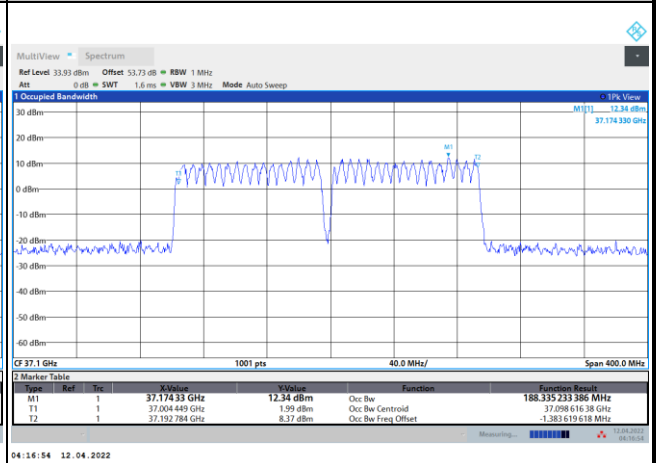 MultiView Spectrum
Ref Level 33.93 dBm Offset 53.73 dB RBW 1 MHz
Att 0 dB SWT 1.6 ms VBW 3 MHz Mode Auto Sweep
1 Occupied Bandwidth 1Pk View
M1[1] 12.34 dBm
37.174 330 GHz
30 dBm
20 dBm
M1
T2
10 dBm
T1
0 dBm
-10 dBm
-20 dBm
-30 dBm
-40 dBm
-50 dBm
-60 dBm
CF 37.1 GHz 1001 pts 40.0 MHz/ Span 400.0 MHz
2 Marker Table
Type Ref Trc X-Value Y-Value Function Function Result
M1 1 37.174 33 GHz 12.34 dBm Occ Bw 188.335 233 386 MHz
T1 1 37.004 449 GHz 1.99 dBm Occ Bw Centroid 37.098 616 38 GHz
T2 1 37.192 784 GHz 8.37 dBm Occ Bw Freq Offset -1.383 619 618 MHz
Measuring... 12.04.2022
04:16:54
04:16:54 12.04.2022